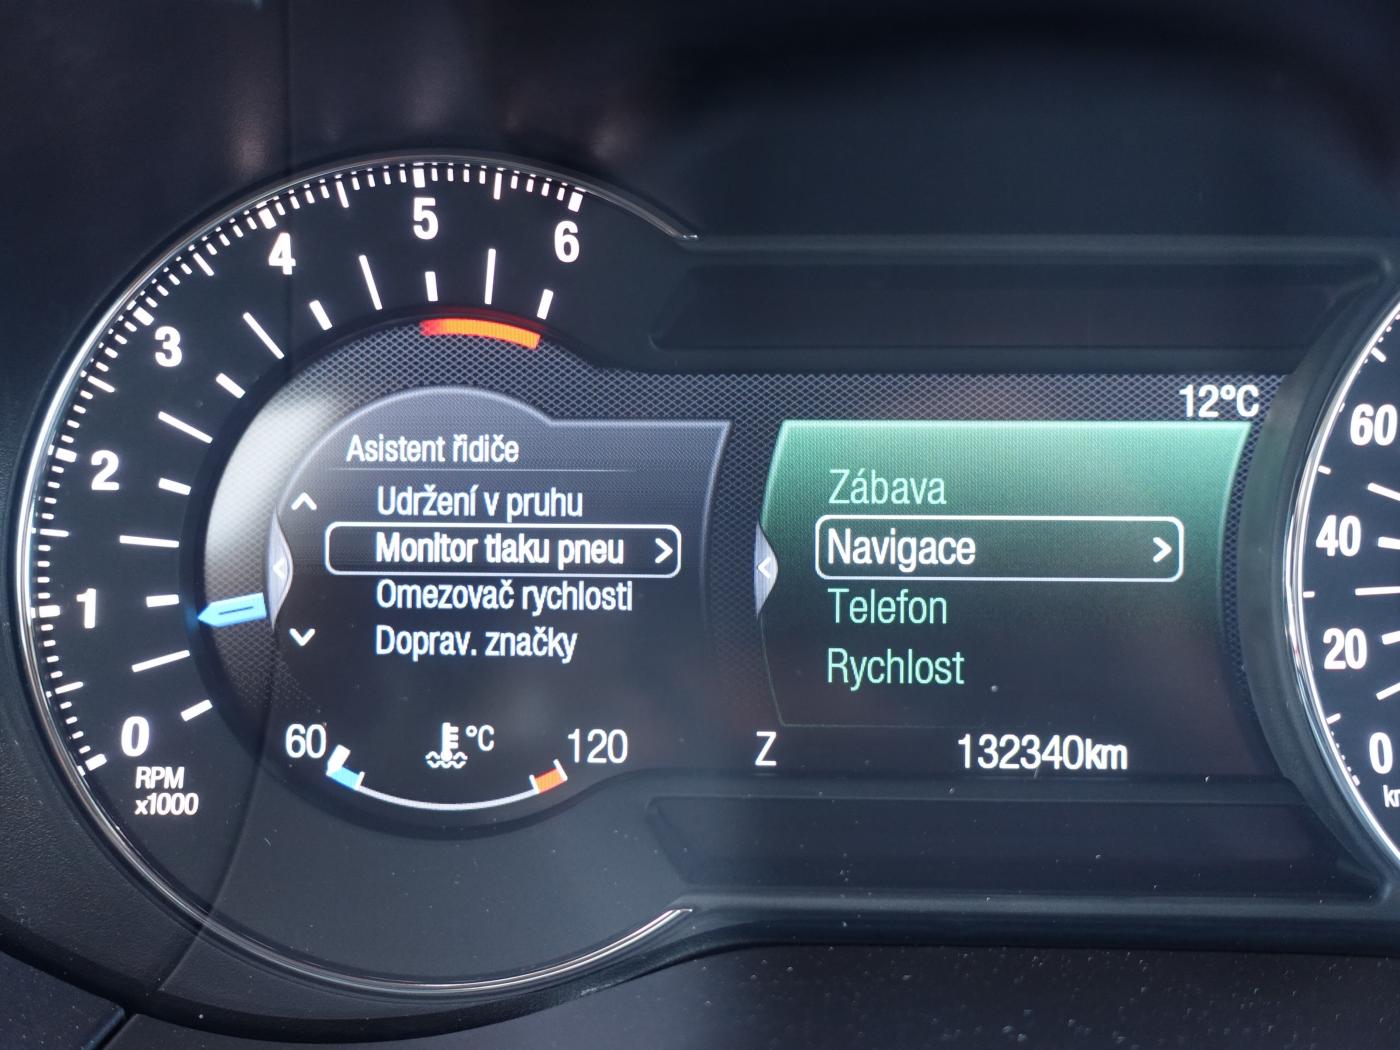 6
5
4
3
2
1
0
RPM
x1000
Asistent řidiče
Udržení v pruhu
Monitor tlaku pneu
Omezovač rychlosti
Doprav. značky
60
°C
120
12°C
Zábava
Navigace
Telefon
Rychlost
Z
132340km
60
40
20
0